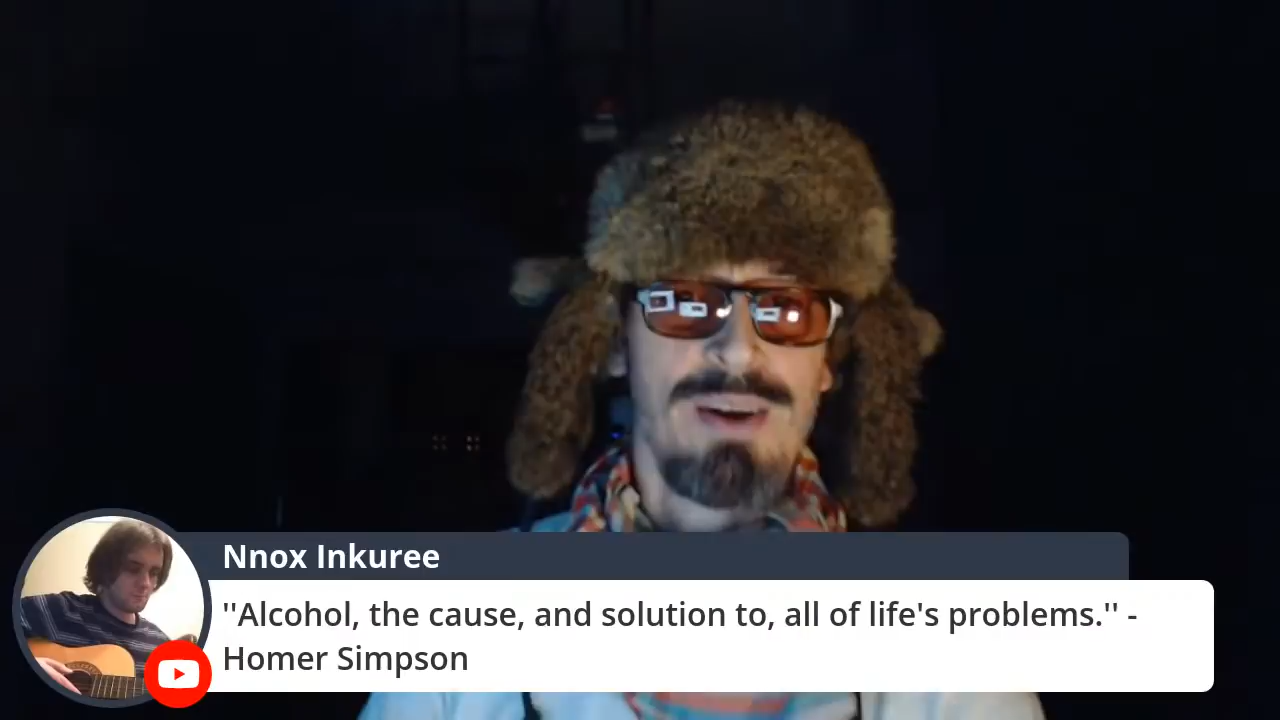 Nnox Inkuree
''Alcohol, the cause, and solution to, all of life's problems.'' -
Homer Simpson